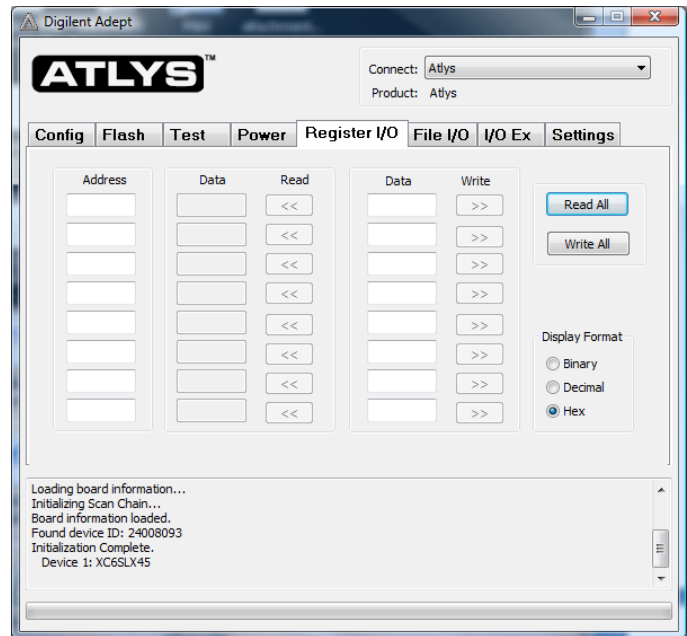 Digilent Adept
ATLYS™
Connect: Atlys
Product: Atlys
Config Flash Test Power Register I/O File I/O I/O Ex Settings
Address Data Read Data Write
<< >>
<< >>
<< >>
<< >>
<< >>
<< >>
<< >>
<< >>
Read All
Write All
Display Format
Binary
Decimal
Hex
Loading board information...
Initializing Scan Chain...
Board information loaded.
Found device ID: 24008093
Initialization Complete.
Device 1: XC6SLX45